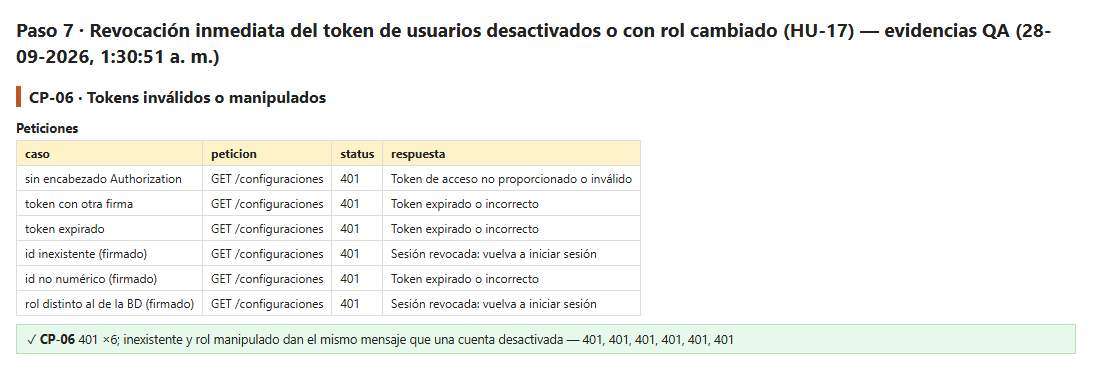 Paso 7 · Revocación inmediata del token de usuarios desactivados o con rol cambiado (HU-17) — evidencias QA (28-
09-2026, 1:30:51 a. m.)
CP-06 · Tokens inválidos o manipulados
Peticiones
caso peticion status respuesta
sin encabezado Authorization GET /configuraciones 401 Token de acceso no proporcionado o inválido
token con otra firma GET /configuraciones 401 Token expirado o incorrecto
token expirado GET /configuraciones 401 Token expirado o incorrecto
id inexistente (firmado) GET /configuraciones 401 Sesión revocada: vuelva a iniciar sesión
id no numérico (firmado) GET /configuraciones 401 Token expirado o incorrecto
rol distinto al de la BD (firmado) GET /configuraciones 401 Sesión revocada: vuelva a iniciar sesión
✓ CP-06 401 ×6; inexistente y rol manipulado dan el mismo mensaje que una cuenta desactivada — 401, 401, 401, 401, 401, 401